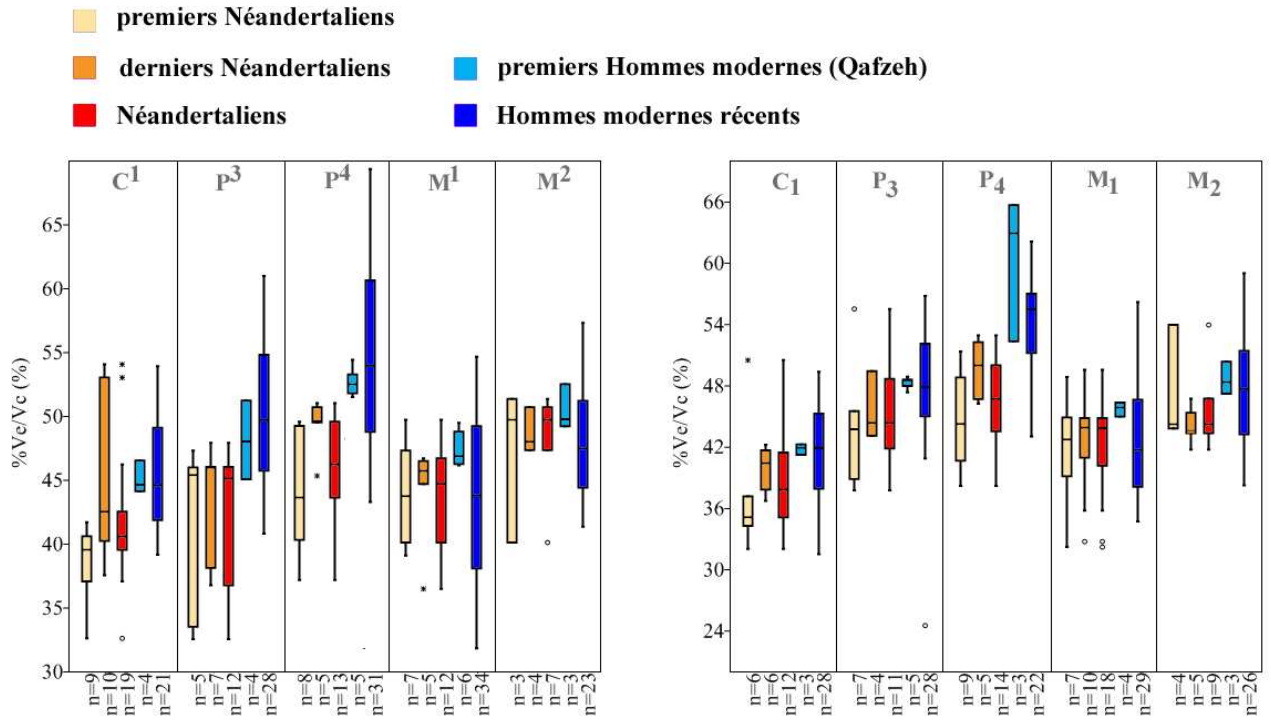 premiers Néandertaliens
derniers Néandertaliens premiers Hommes modernes (Qafzeh)
Néandertaliens Hommes modernes récents
C1 P3 P4 M1 M2
65
60
55
50
45
40
35
30
%Vc/Vc (%)
n=9 n=10 n=19 n=4 n=21 n=5 n=7 n=12 n=4 n=28 n=8 n=5 n=13 n=5 n=31 n=7 n=5 n=12 n=6 n=34 n=3 n=4 n=7 n=3 n=23
C1 P3 P4 M1 M2
66
60
54
48
42
36
30
24
%Vc/Vc (%)
n=6 n=6 n=12 n=3 n=28 n=7 n=4 n=11 n=5 n=28 n=9 n=5 n=14 n=3 n=22 n=7 n=10 n=18 n=4 n=29 n=4 n=5 n=9 n=3 n=26